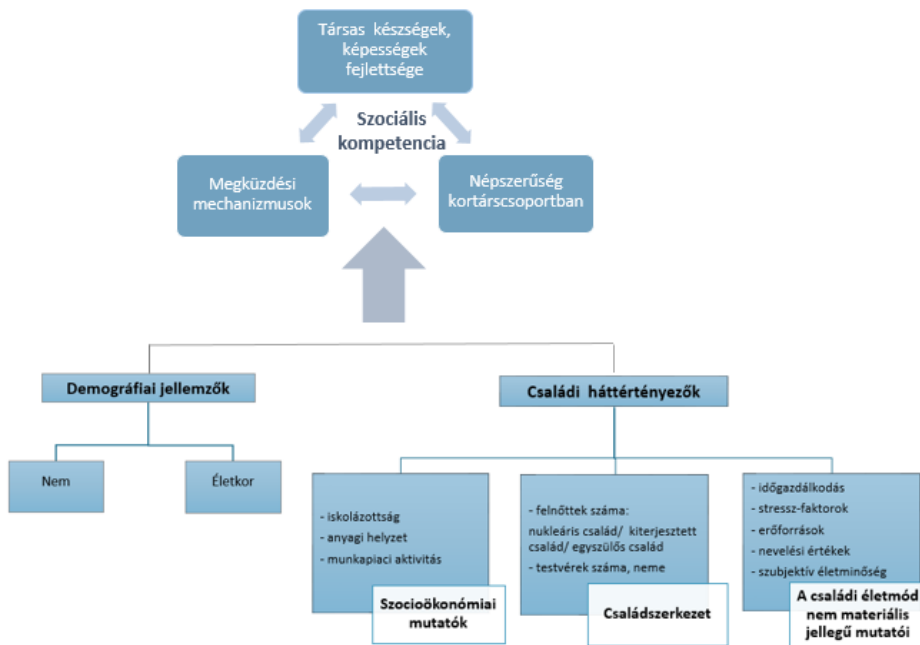 Társas készségek,
képességek
fejlettsége
Szociális
kompetencia
Megküzdési
mechanizmusok
Népszerűség
kortárscsoportban
Demográfiai jellemzők
Családi háttértényezők
Nem
Életkor
- iskolázottság
- anyagi helyzet
- munkapiaci aktivitás
Szocioökonómiai
mutatók
- felnőttek száma:
nukleáris család/ kiterjesztett
család/ egyszülős család
- testvérek száma, neme
Családszerkezet
- időgazdálkodás
- stressz-faktorok
- erőforrások
- nevelési értékek
- szubjektív életminőség
A családi életmód
nem materiális
jellegű mutatói